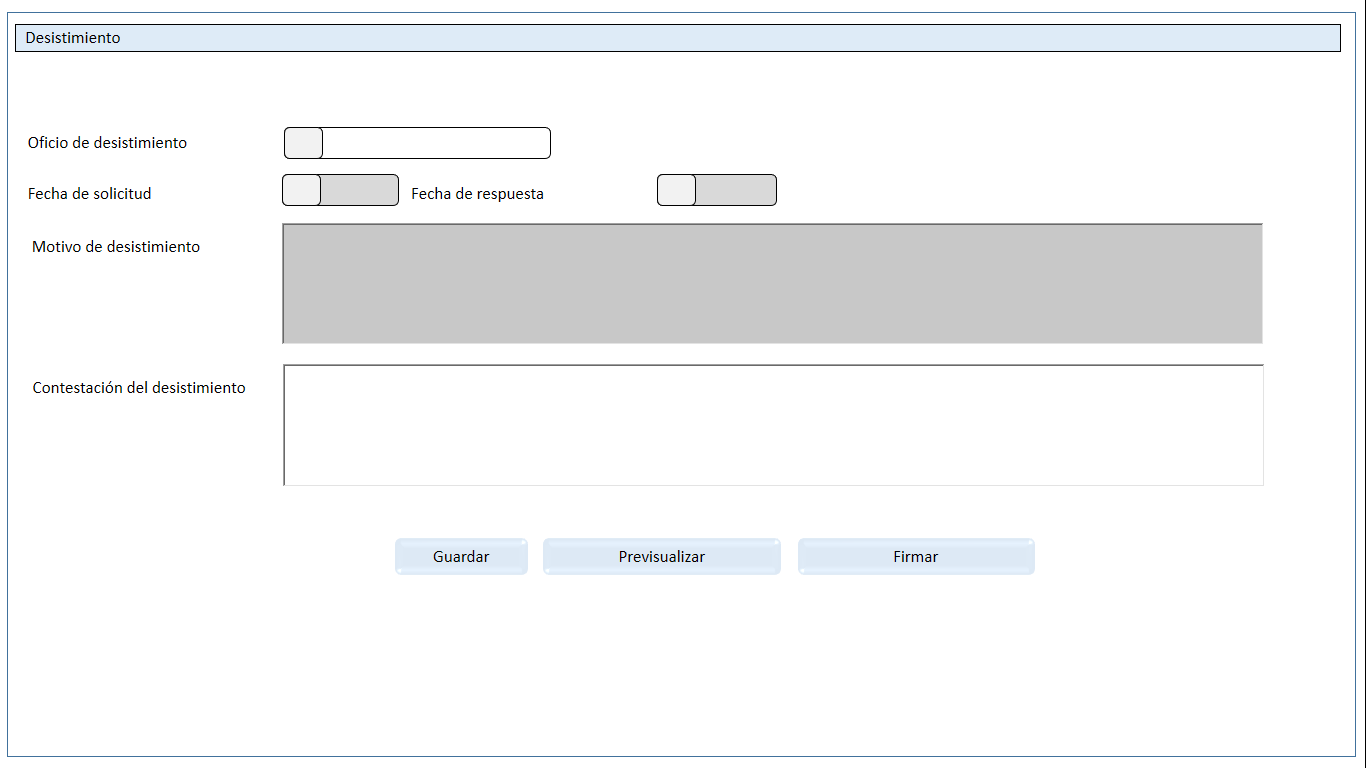 Desistimiento
Oficio de desistimiento
Fecha de solicitud
Fecha de respuesta
Motivo de desistimiento
Contestación del desistimiento
Guardar
Previsualizar
Firmar